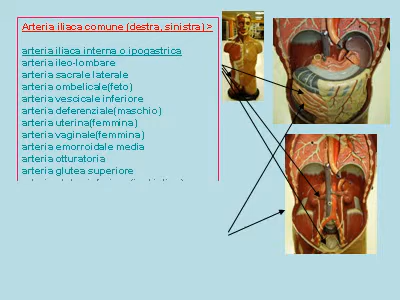 Arteria iliaca comune (destra, sinistra) >
arteria iliaca interna o ipogastrica
arteria ileo-lombare
arteria sacrale laterale
arteria ombelicale(feto)
arteria vescicale inferiore
arteria deferenziale(maschio)
arteria uterina(femmina)
arteria vaginale(femmina)
arteria emorroidale media
arteria otturatoria
arteria glutea superiore